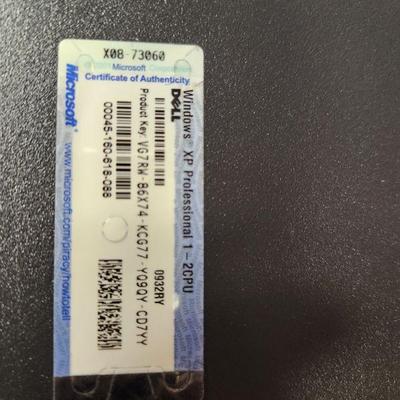 X08-73060
Microsoft
Certificate of Authenticity
Windows® XP Professional 1-2CPU
DELL
0932RY
Product Key: VG7RW-B6X74-KCG77-YQ9QY-CD7YY
00045-160-618-088
Microsoft®
www.microsoft.com/piracy/howtotell